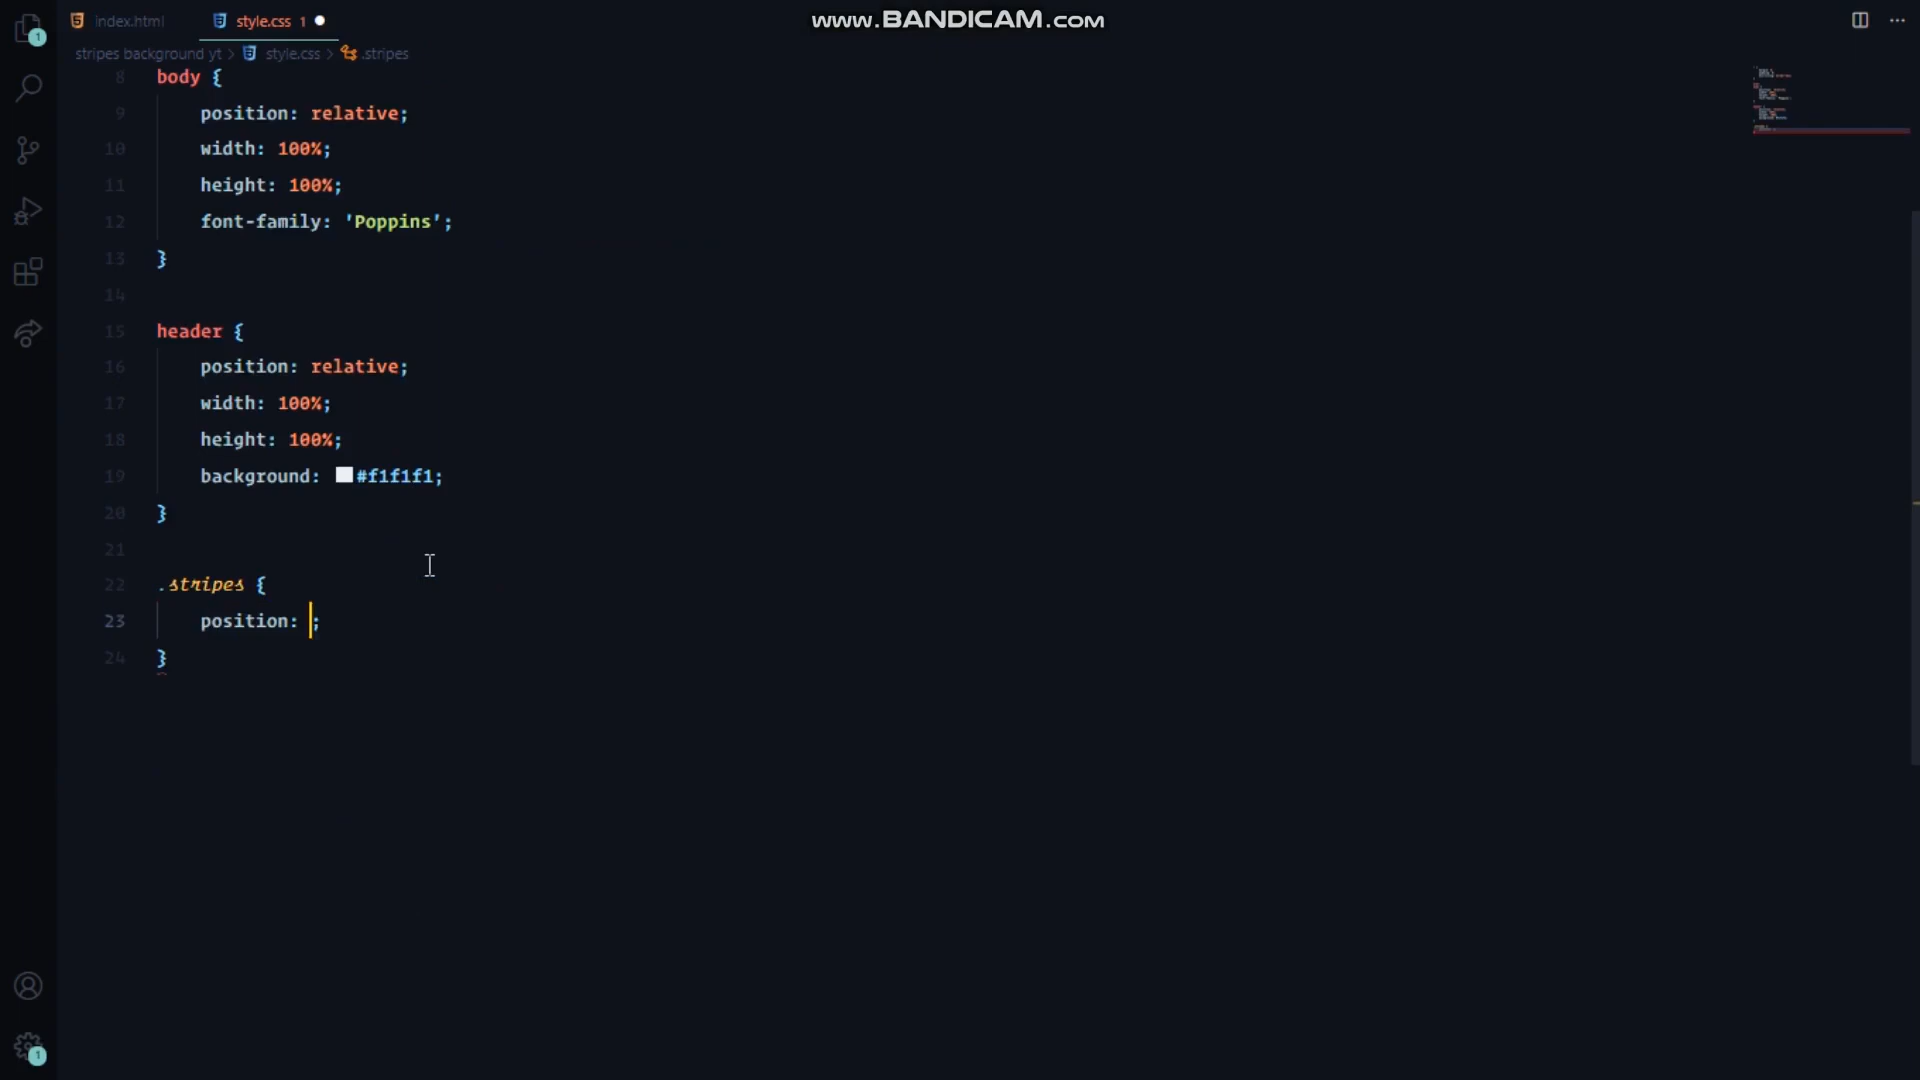 index.html
style.css 1
www.BANDICAM.com
stripes background yt > style.css > .stripes
8 body {
9 position: relative;
10 width: 100%;
11 height: 100%;
12 font-family: 'Poppins';
13 }
14
15 header {
16 position: relative;
17 width: 100%;
18 height: 100%;
19 background: #f1f1f1;
20 }
21
22 .stripes {
23 position: ;
24 }
1
1